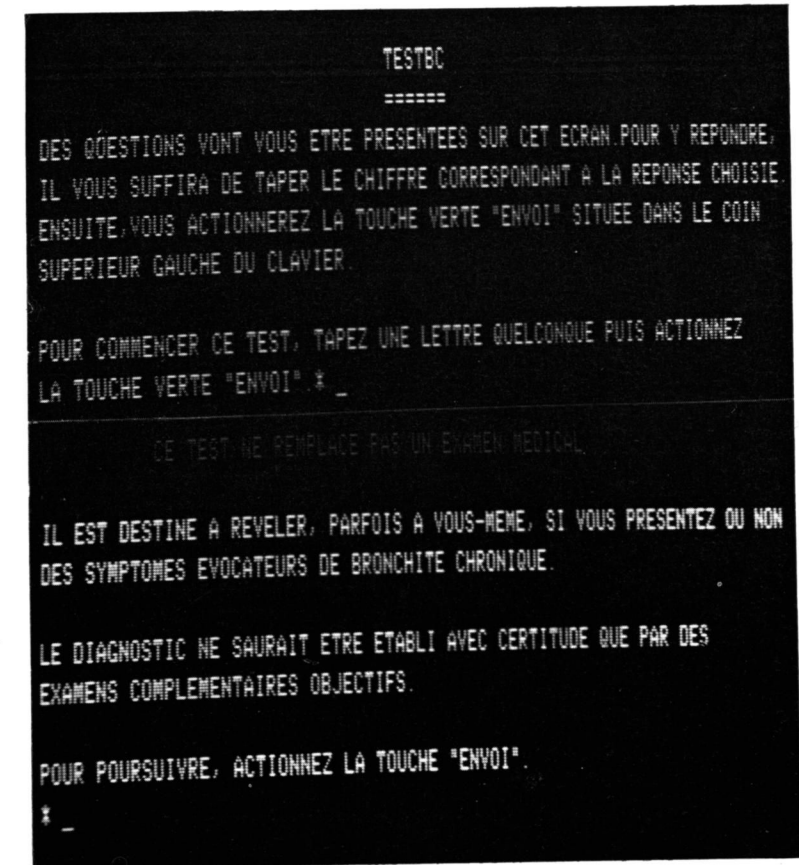 TESTBC
======
DES QUESTIONS VONT VOUS ETRE PRESENTEES SUR CET ECRAN.POUR Y REPONDRE,
IL VOUS SUFFIRA DE TAPER LE CHIFFRE CORRESPONDANT A LA REPONSE CHOISIE.
ENSUITE,VOUS ACTIONNEREZ LA TOUCHE VERTE "ENVOI" SITUEE DANS LE COIN
SUPERIEUR GAUCHE DU CLAVIER.
POUR COMMENCER CE TEST, TAPEZ UNE LETTRE QUELCONQUE PUIS ACTIONNEZ
LA TOUCHE VERTE "ENVOI".* _
CE TEST NE REMPLACE PAS UN EXAMEN MEDICAL.
IL EST DESTINE A REVELER, PARFOIS A VOUS-MEME, SI VOUS PRESENTEZ OU NON
DES SYMPTOMES EVOCATEURS DE BRONCHITE CHRONIQUE.
LE DIAGNOSTIC NE SAURAIT ETRE ETABLI AVEC CERTITUDE QUE PAR DES
EXAMENS COMPLEMENTAIRES OBJECTIFS.
POUR POURSUIVRE, ACTIONNEZ LA TOUCHE "ENVOI".
* _